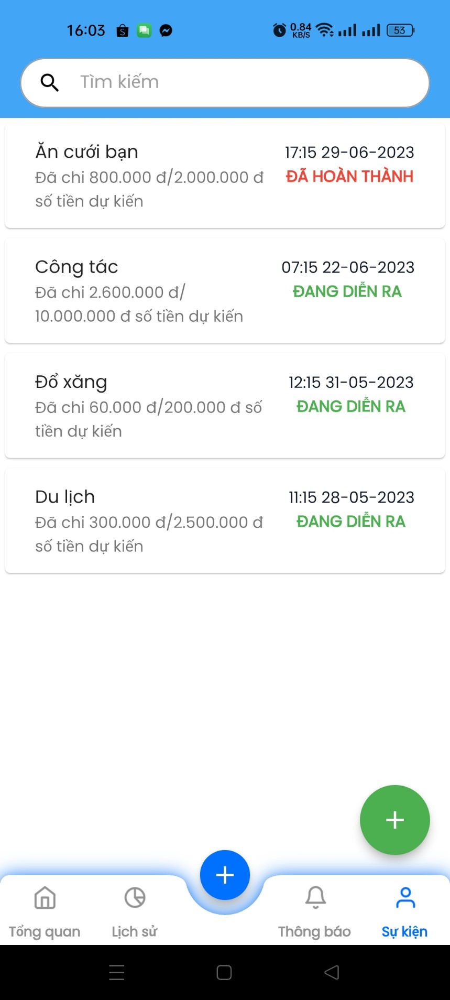 16:03
0.84
KB/S
53
Tìm kiếm
Ăn cưới bạn
17:15 29-06-2023
Đã chi 800.000 đ/2.000.000 đ
ĐÃ HOÀN THÀNH
số tiền dự kiến
Công tác
07:15 22-06-2023
Đã chi 2.600.000 đ/
ĐANG DIỄN RA
10.000.000 đ số tiền dự kiến
Đổ xăng
12:15 31-05-2023
Đã chi 60.000 đ/200.000 đ số
ĐANG DIỄN RA
tiền dự kiến
Du lịch
11:15 28-05-2023
Đã chi 300.000 đ/2.500.000 đ
ĐANG DIỄN RA
số tiền dự kiến
Tổng quan
Lịch sử
Thông báo
Sự kiện